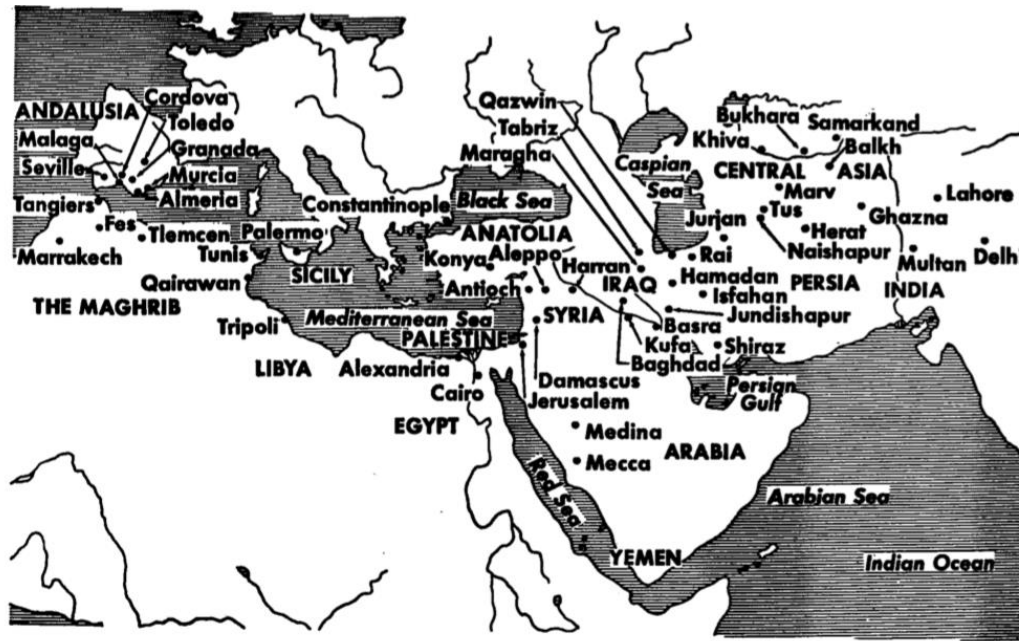 Cordova
ANDALUSIA
Toledo
Malaga
Granada
Seville
Murcia
Almeria
Tangiers
Fes
Tlemcen
Marrakech
Palermo
Tunis
SICILY
Qairawan
THE MAGHRIB
Tripoli
Mediterranean Sea
LIBYA
Alexandria
Cairo
EGYPT
PALESTINE
Constantinople
Black Sea
ANATOLIA
Konya
Aleppo
Antioch
Harran
SYRIA
IRAQ
Qazwin
Tabriz
Maragha
Caspian
Sea
Jurjan
Rai
Hamadan
Isfahan
Jundishapur
Basra
Kufa
Baghdad
Shiraz
Damascus
Jerusalem
Persian
Gulf
Medina
Mecca
ARABIA
Red Sea
YEMEN
Arabian Sea
Indian Ocean
Bukhara
Samarkand
Khiva
Balkh
CENTRAL
ASIA
Marv
Tus
Herat
Naishapur
Ghazna
PERSIA
Lahore
Multan
Delhi
INDIA